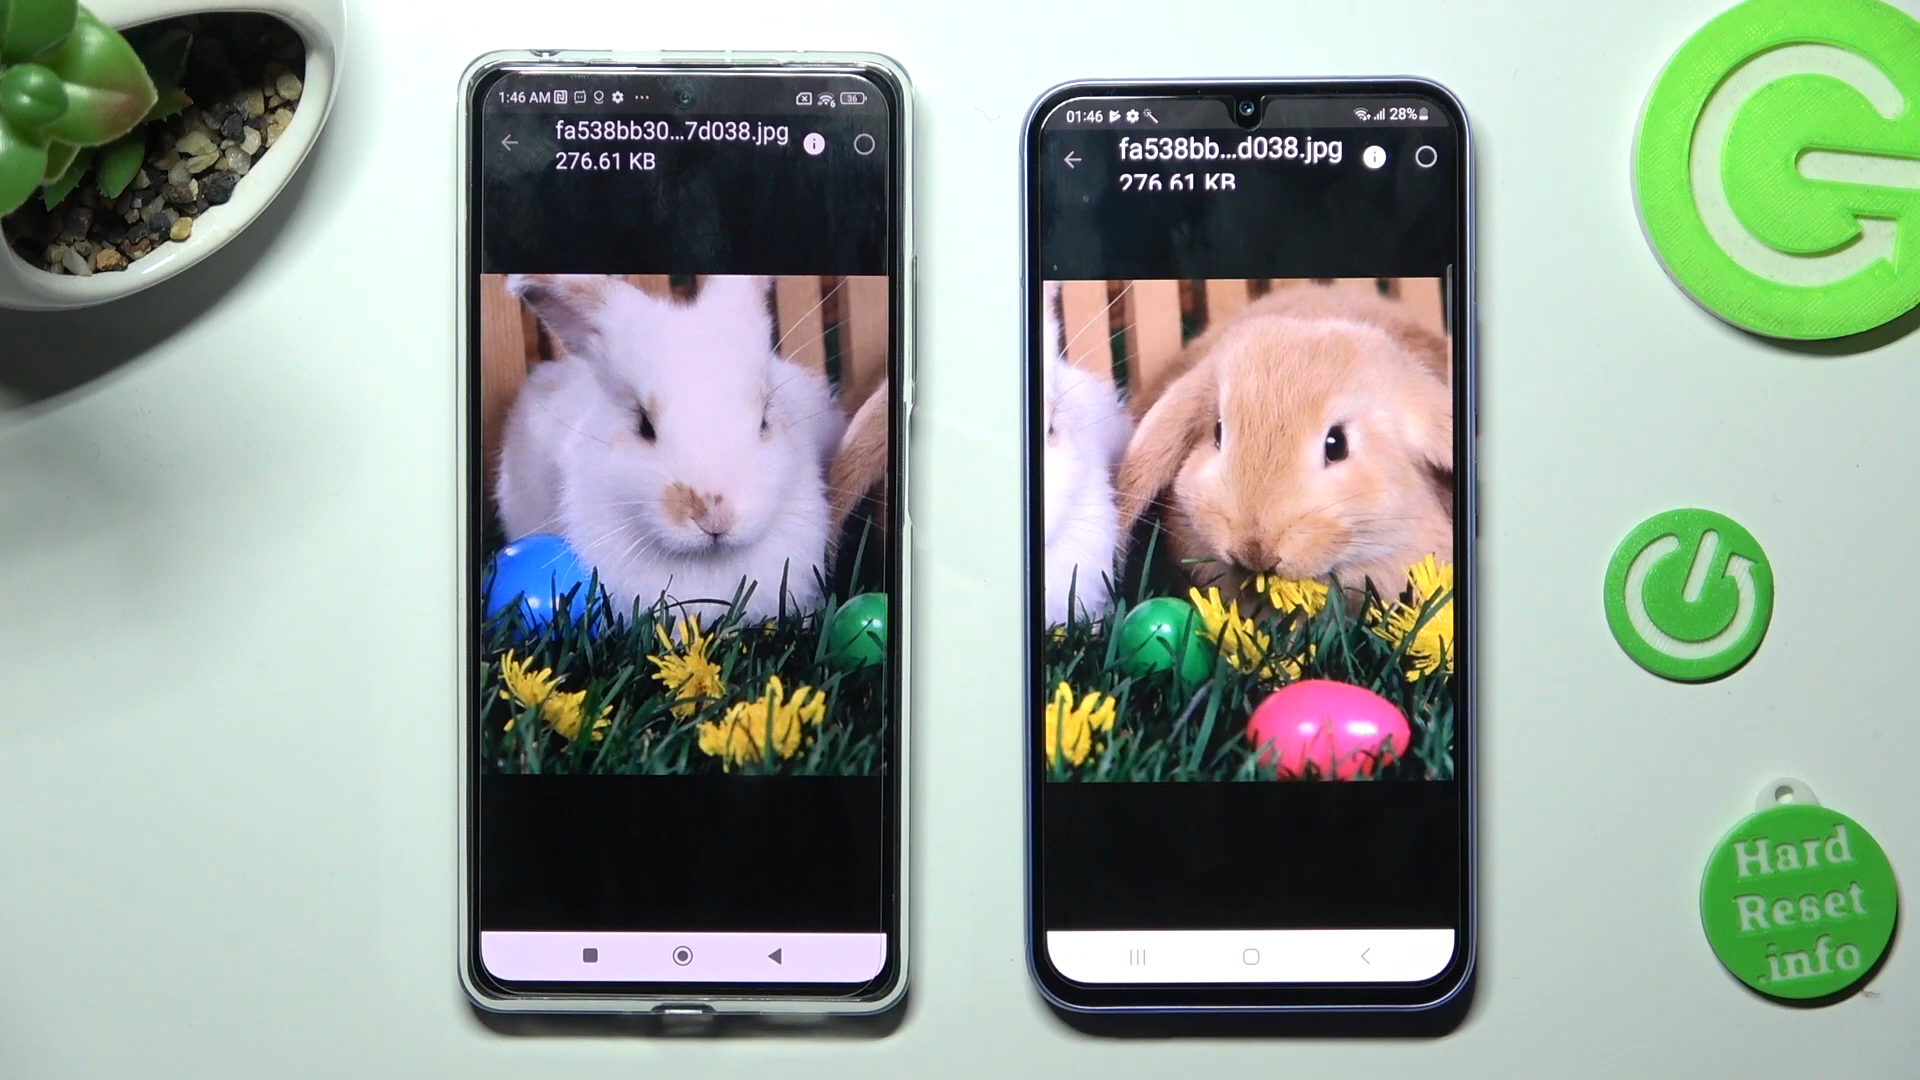 1:46 AM
36
fa538bb30...7d038.jpg
276.61 KB
01:46
28%
fa538bb...d038.jpg
276.61 KB
Hard
Reset
.info